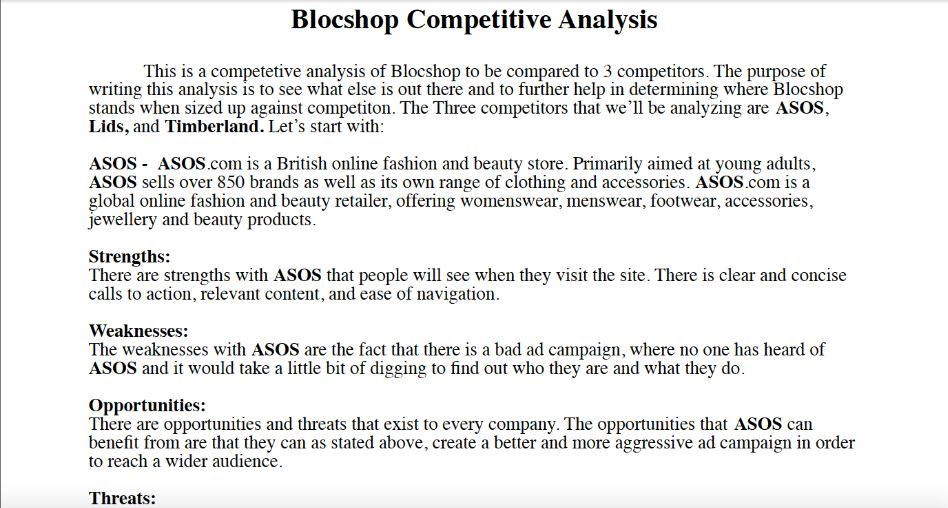 Blocshop Competitive Analysis
This is a competetive analysis of Blocshop to be compared to 3 competitors. The purpose of
writing this analysis is to see what else is out there and to further help in determining where Blocshop
stands when sized up against competiton. The Three competitors that we'll be analyzing are ASOS,
Lids, and Timberland. Let's start with:
ASOS - ASOS.com is a British online fashion and beauty store. Primarily aimed at young adults,
ASOS sells over 850 brands as well as its own range of clothing and accessories. ASOS.com is a
global online fashion and beauty retailer, offering womenswear, menswear, footwear, accessories,
jewellery and beauty products.
Strengths:
There are strengths with ASOS that people will see when they visit the site. There is clear and concise
calls to action, relevant content, and ease of navigation.
Weaknesses:
The weaknesses with ASOS are the fact that there is a bad ad campaign, where no one has heard of
ASOS and it would take a little bit of digging to find out who they are and what they do.
Opportunities:
There are opportunities and threats that exist to every company. The opportunities that ASOS can
benefit from are that they can as stated above, create a better and more aggressive ad campaign in order
to reach a wider audience.
Threats: